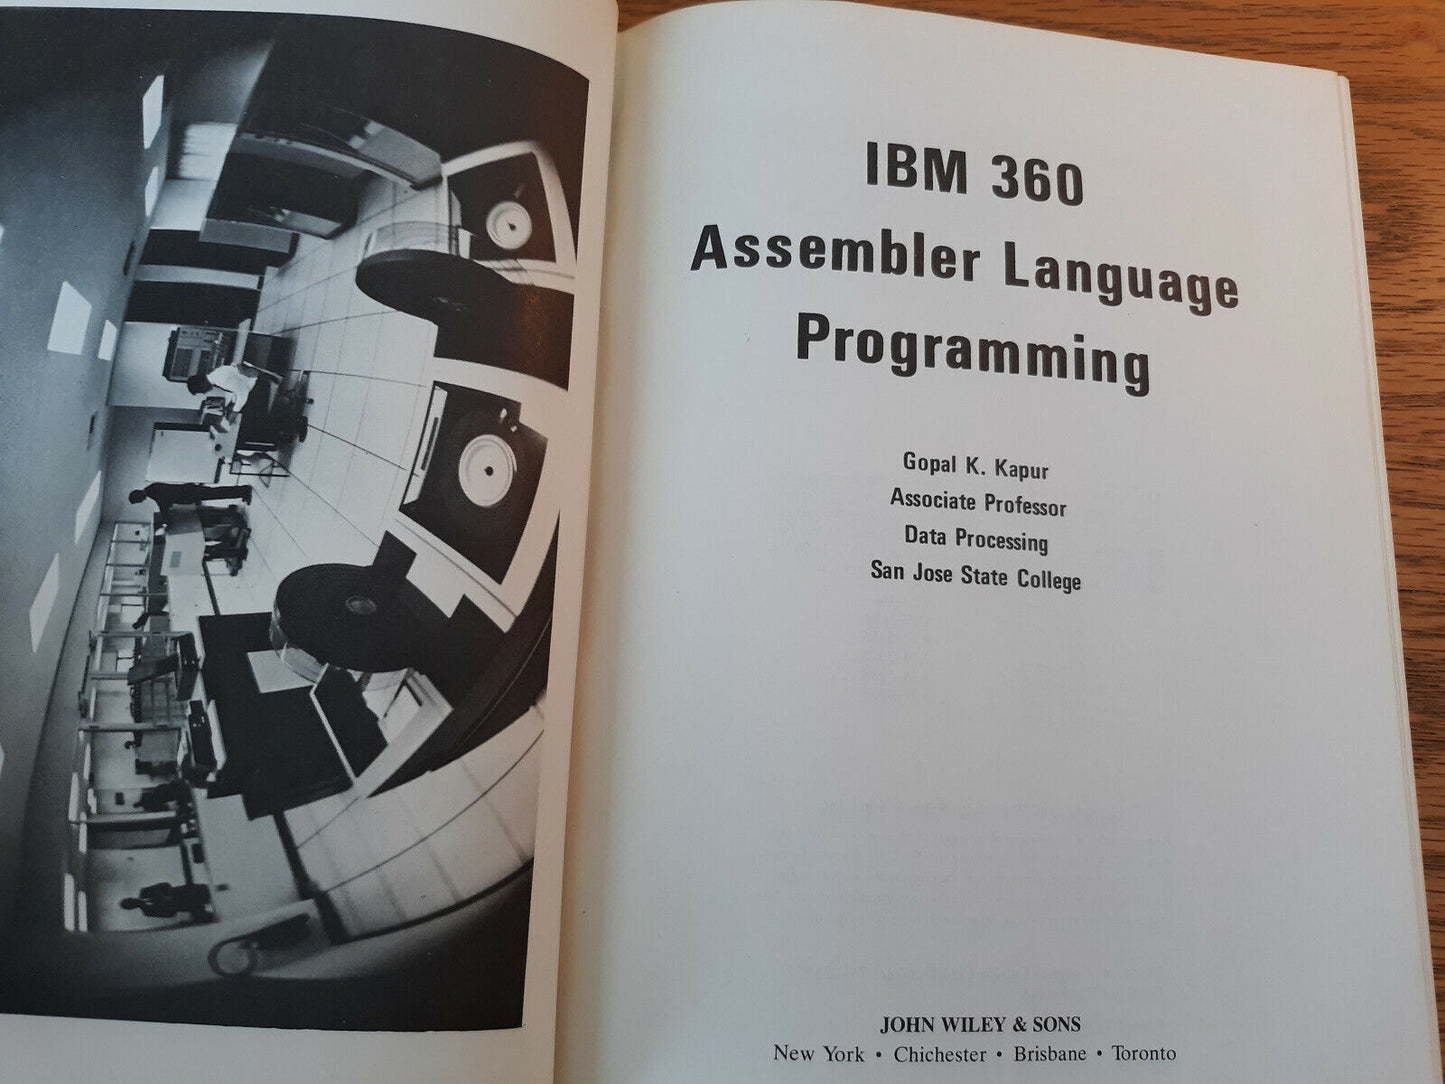 IBM 360
Assembler Language
Programming
Gopal K. Kapur
Associate Professor
Data Processing
San Jose State College
JOHN WILEY & SONS
New York • Chichester • Brisbane • Toronto